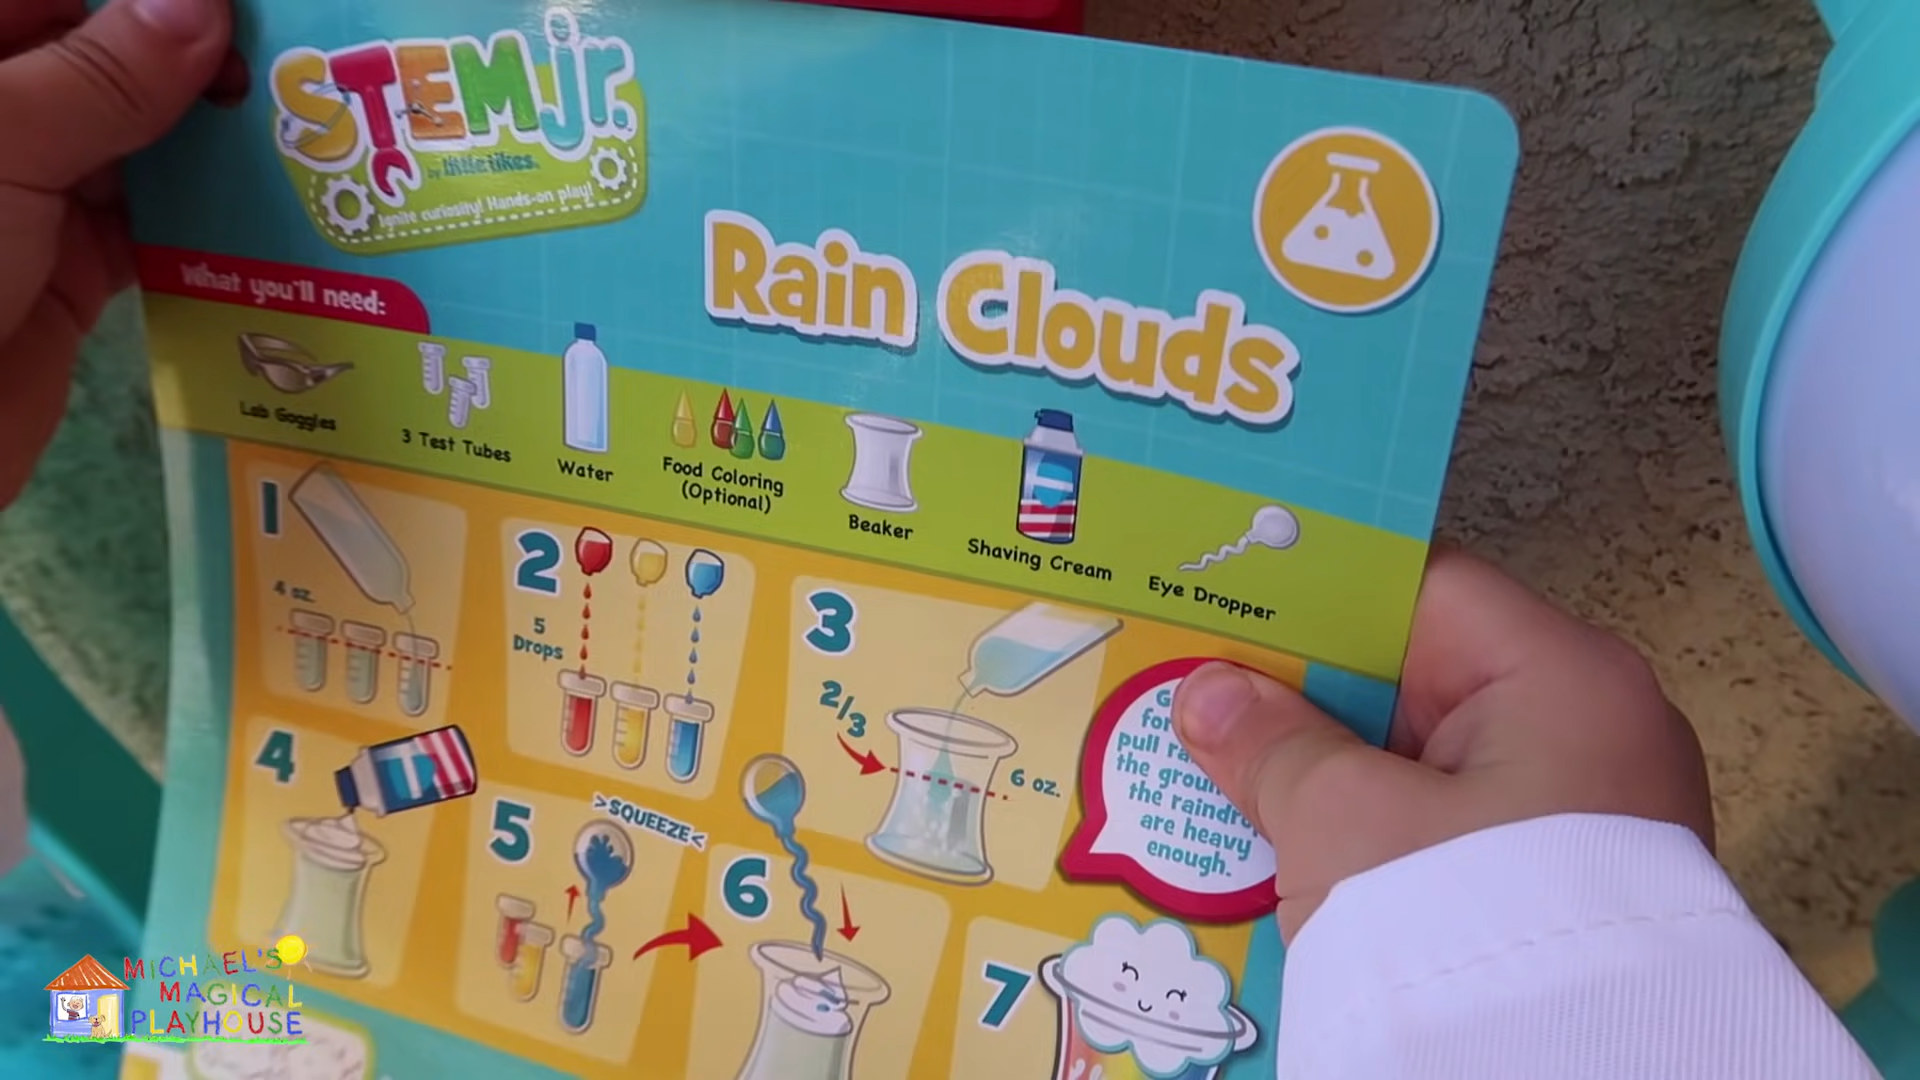 STEM jr.
by little tikes
Ignite curiosity! Hands-on play!
Rain Clouds
What you'll need:
Lab Goggles
3 Test Tubes
Water
Food Coloring
(Optional)
Beaker
Shaving Cream
Eye Dropper
1
4 oz.
2
5
Drops
3
2/3
6 oz.
pull
the
the
are heavy
enough.
4
5
>SQUEEZE<
6
7
MICHAEL'S
MAGICAL
PLAYHOUSE